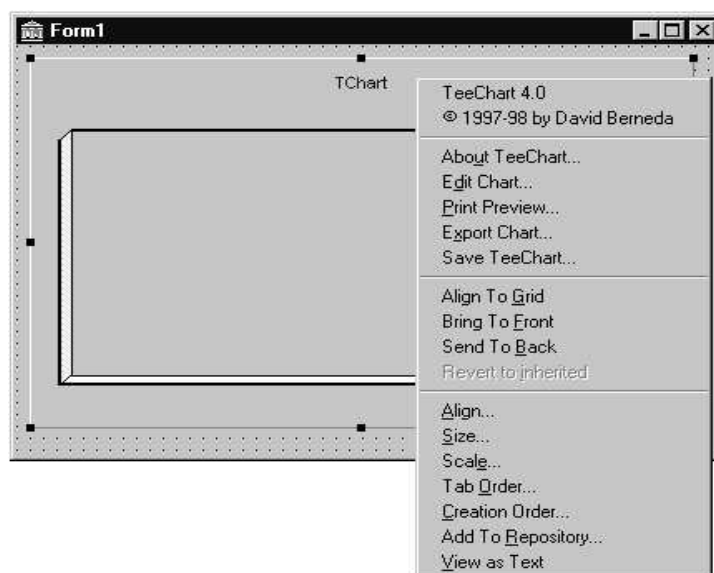 Form1
TChart
TeeChart 4.0
© 1997-98 by David Berneda
About TeeChart...
Edit Chart...
Print Preview...
Export Chart...
Save TeeChart...
Align To Grid
Bring To Front
Send To Back
Revert to inherited
Align...
Size...
Scale...
Tab Order...
Creation Order...
Add To Repository...
View as Text